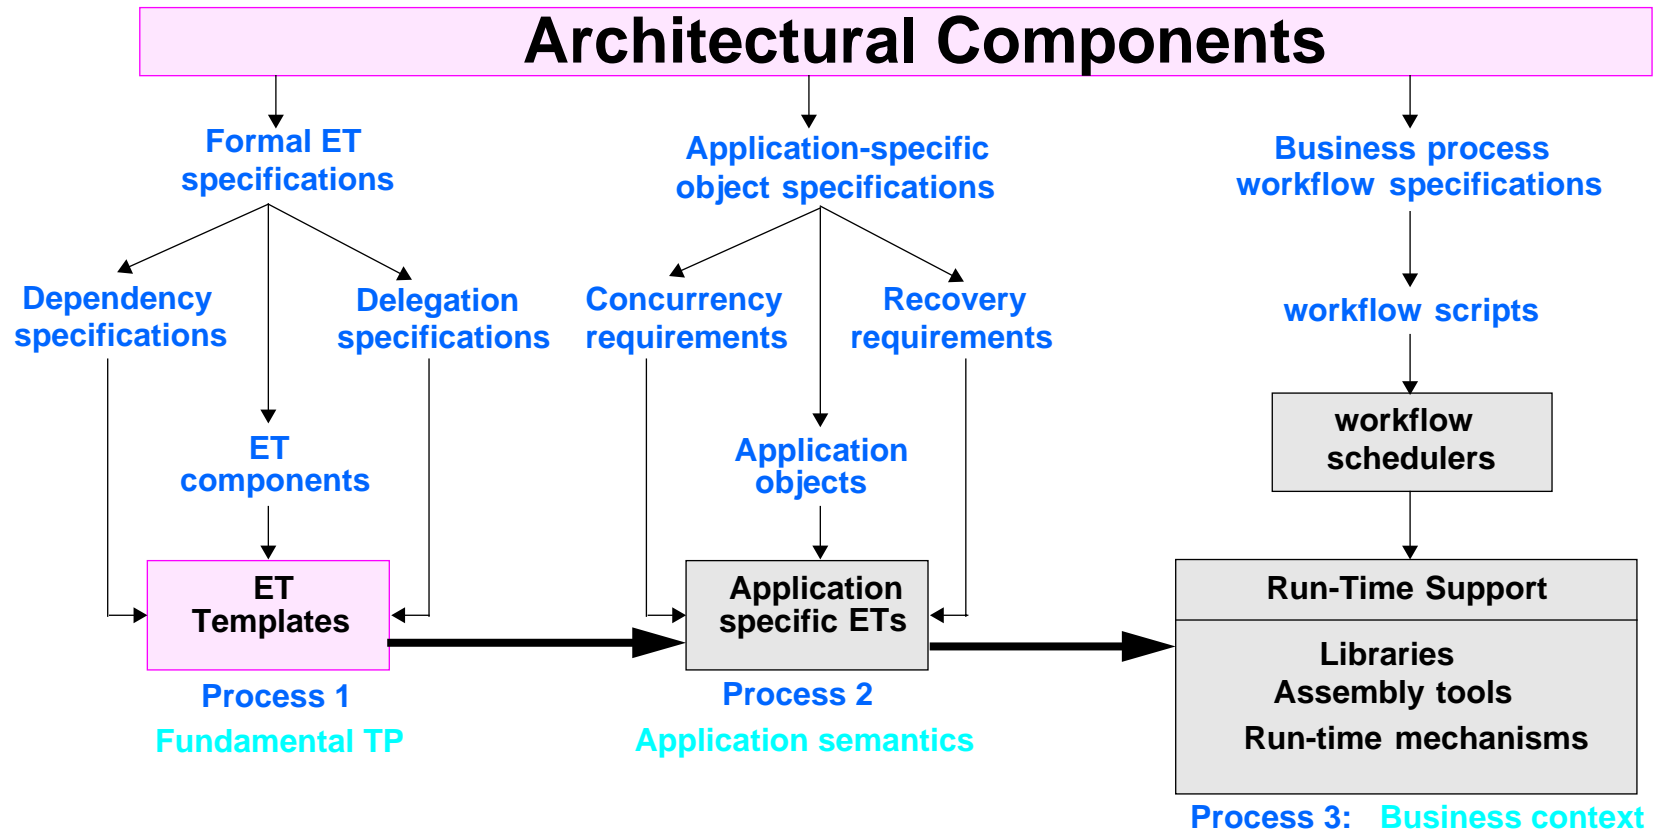 Architectural Components
Formal ET
specifications
Dependency
specifications
Delegation
specifications
ET
components
ET
Templates
Process 1
Fundamental TP
Application-specific
object specifications
Concurrency
requirements
Recovery
requirements
Application
objects
Application
specific ETs
Process 2
Application semantics
Business process
workflow specifications
workflow scripts
workflow
schedulers
Run-Time Support
Libraries
Assembly tools
Run-time mechanisms
Process 3: Business context